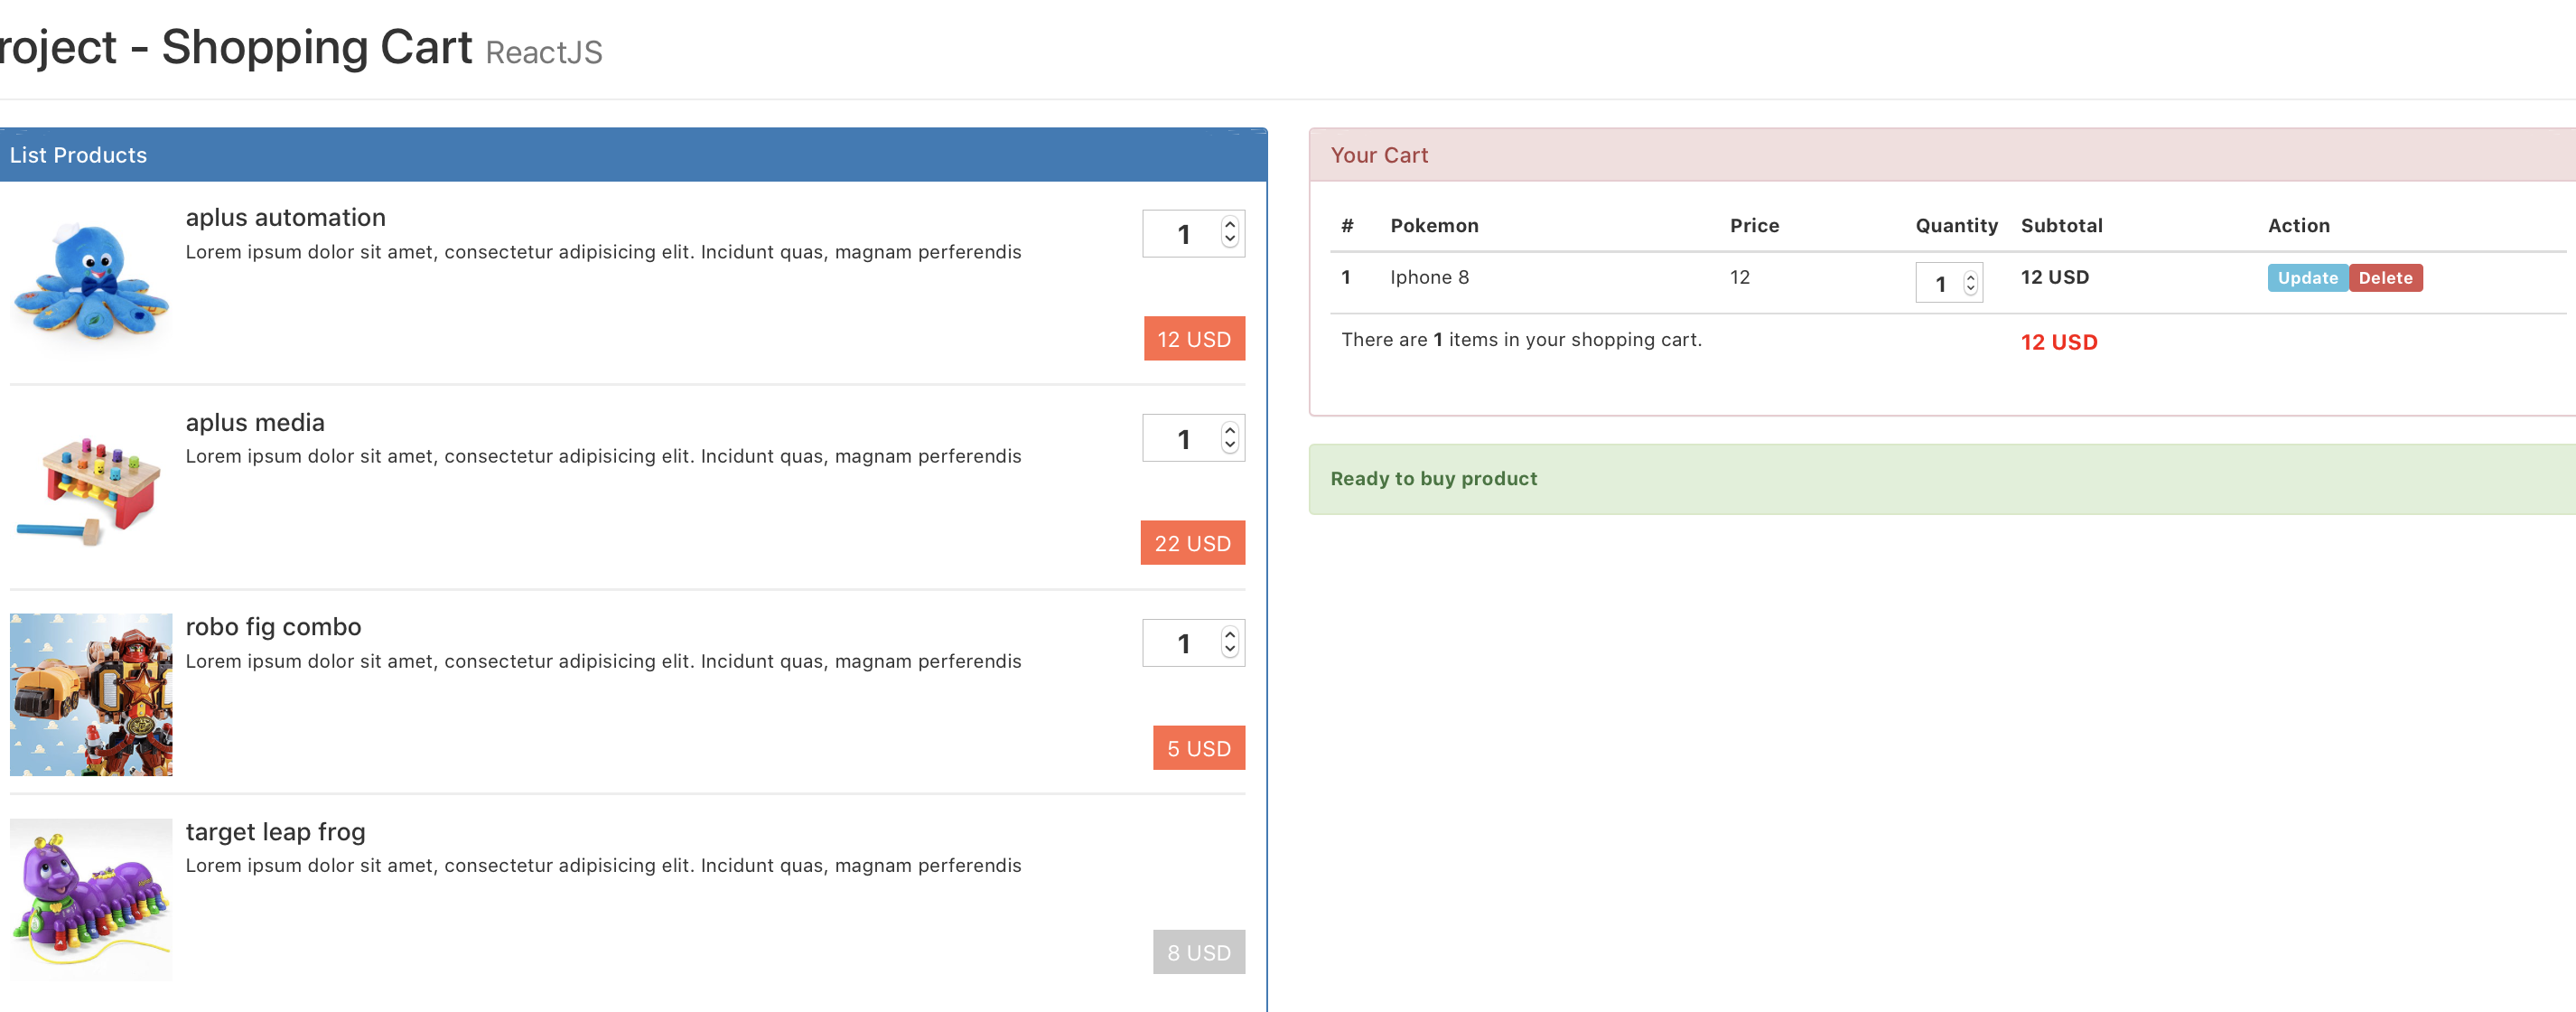 roject - Shopping Cart ReactJS
List Products
aplus automation
Lorem ipsum dolor sit amet, consectetur adipisicing elit. Incidunt quas, magnam perferendis
1
12 USD
aplus media
Lorem ipsum dolor sit amet, consectetur adipisicing elit. Incidunt quas, magnam perferendis
1
22 USD
robo fig combo
Lorem ipsum dolor sit amet, consectetur adipisicing elit. Incidunt quas, magnam perferendis
1
5 USD
target leap frog
Lorem ipsum dolor sit amet, consectetur adipisicing elit. Incidunt quas, magnam perferendis
8 USD
Your Cart
# Pokemon Price Quantity Subtotal Action
1 Iphone 8 12 1 12 USD Update Delete
There are 1 items in your shopping cart. 12 USD
Ready to buy product